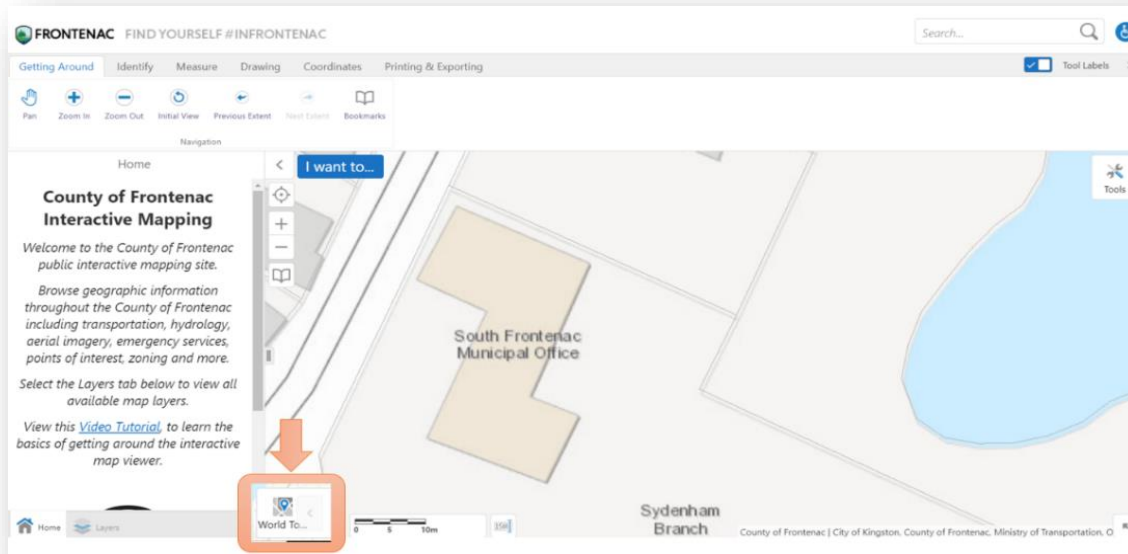 FRONTENAC FIND YOURSELF #INFRONTENAC
Search...
Getting Around Identify Measure Drawing Coordinates Printing & Exporting
Tool Labels
Pan Zoom In Zoom Out Initial View Previous Extent Next Extent Bookmarks
Navigation
Home
I want to...
Tools
County of Frontenac
Interactive Mapping
Welcome to the County of Frontenac
public interactive mapping site.
Browse geographic information
throughout the County of Frontenac
including transportation, hydrology,
aerial imagery, emergency services,
points of interest, zoning and more.
Select the Layers tab below to view all
available map layers.
View this Video Tutorial, to learn the
basics of getting around the interactive
map viewer.
South Frontenac
Municipal Office
Sydenham
Branch
Home Layers
World To...
0 5 10m
County of Frontenac | City of Kingston, County of Frontenac, Ministry of Transportation, O